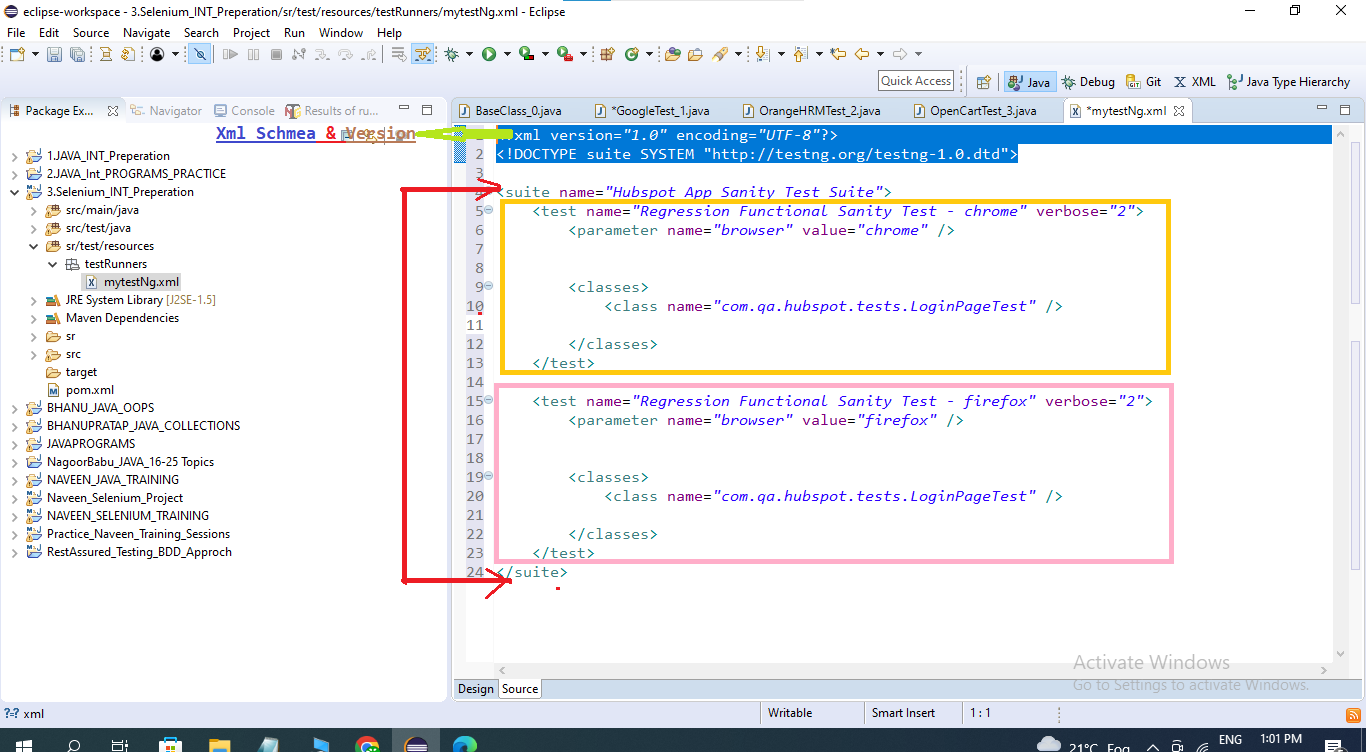 eclipse-workspace - 3.Selenium_INT_Preperation/sr/test/resources/testRunners/mytestNg.xml - Eclipse
File Edit Source Navigate Search Project Run Window Help
Quick Access
Java Debug Git XML Java Type Hierarchy
Package Ex... Navigator Console Results of ru...
BaseClass_0.java *GoogleTest_1.java OrangeHRMTest_2.java OpenCartTest_3.java *mytestNg.xml
Xml Schmea & Version
1.JAVA_INT_Preperation
2.JAVA_Int_PROGRAMS_PRACTICE
3.Selenium_INT_Preperation
src/main/java
src/test/java
sr/test/resources
testRunners
mytestNg.xml
JRE System Library [J2SE-1.5]
Maven Dependencies
sr
src
target
pom.xml
BHANU_JAVA_OOPS
BHANUPRATAP_JAVA_COLLECTIONS
JAVAPROGRAMS
NagoorBabu_JAVA_16-25 Topics
NAVEEN_JAVA_TRAINING
Naveen_Selenium_Project
NAVEEN_SELENIUM_TRAINING
Practice_Naveen_Training_Sessions
RestAssured_Testing_BDD_Approch
?xml version="1.0" encoding="UTF-8"?>
2 <!DOCTYPE suite SYSTEM "http://testng.org/testng-1.0.dtd">
3
4 <suite name="Hubspot App Sanity Test Suite">
5 <test name="Regression Functional Sanity Test - chrome" verbose="2">
6 <parameter name="browser" value="chrome" />
7
8
9 <classes>
10 <class name="com.qa.hubspot.tests.LoginPageTest" />
11
12 </classes>
13 </test>
14
15 <test name="Regression Functional Sanity Test - firefox" verbose="2">
16 <parameter name="browser" value="firefox" />
17
18
19 <classes>
20 <class name="com.qa.hubspot.tests.LoginPageTest" />
21
22 </classes>
23 </test>
24 </suite>
Activate Windows
Go to Settings to activate Windows.
Design Source
?-? xml Writable Smart Insert 1 : 1
21°C Fog ENG 1:01 PM